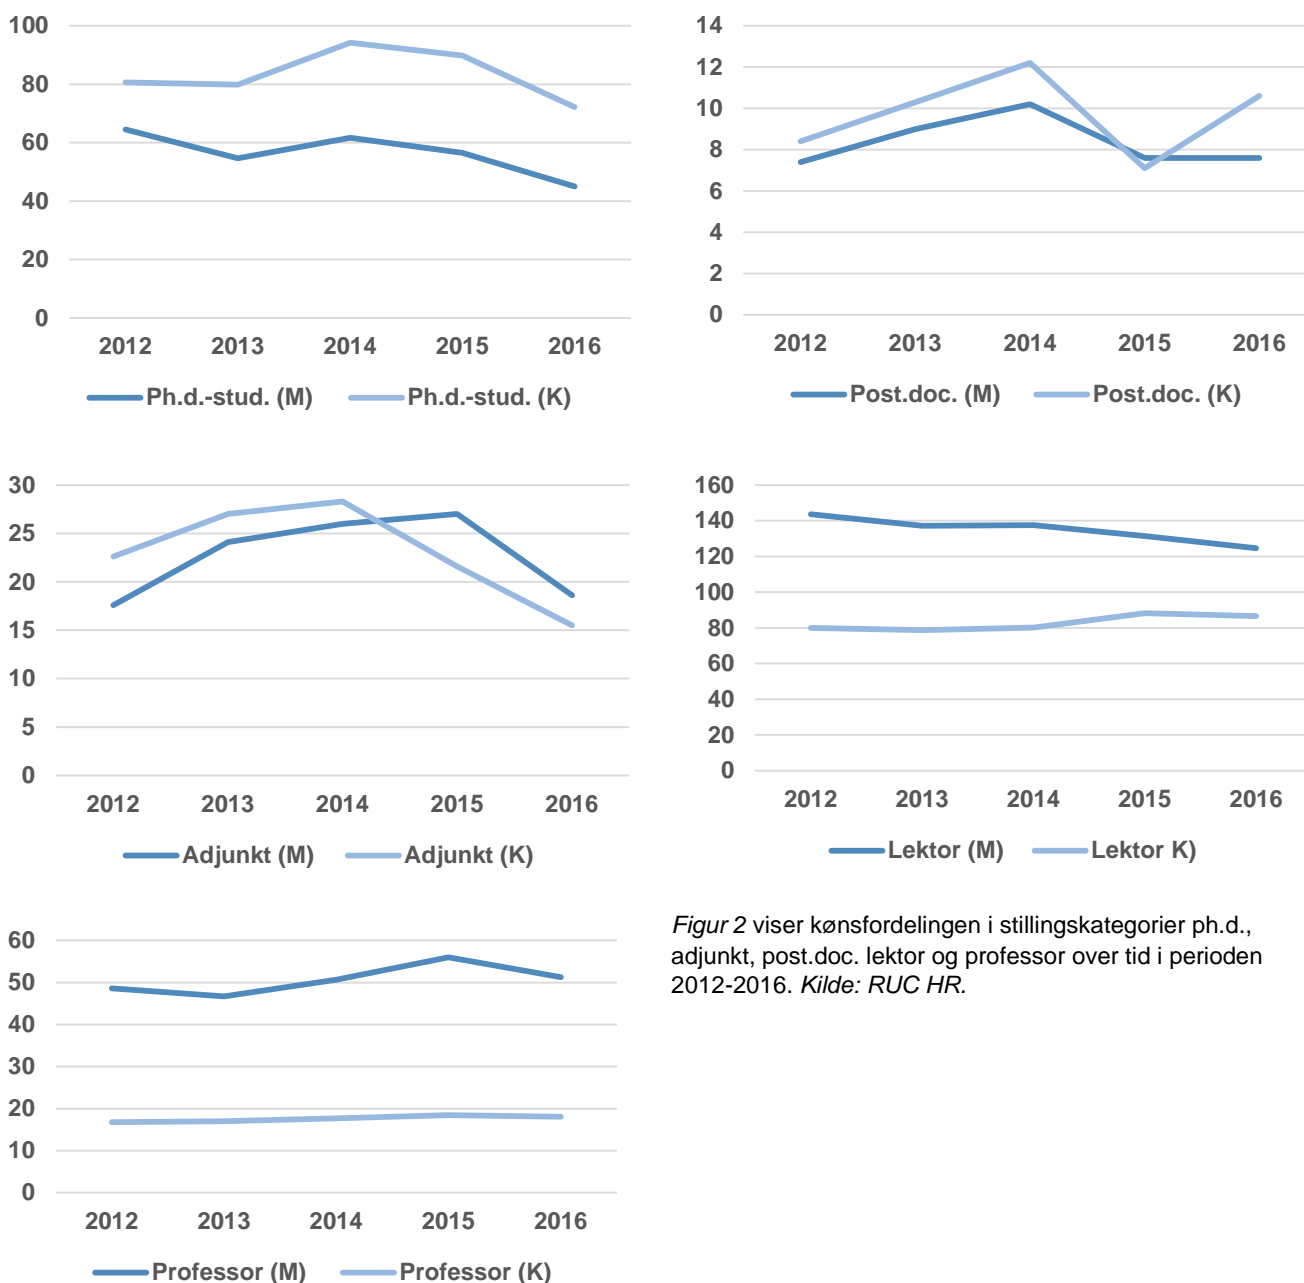 100
80
60
40
20
0
2012 2013 2014 2015 2016
Ph.d.-stud. (M) Ph.d.-stud. (K)
14
12
10
8
6
4
2
0
2012 2013 2014 2015 2016
Post.doc. (M) Post.doc. (K)
30
25
20
15
10
5
0
2012 2013 2014 2015 2016
Adjunkt (M) Adjunkt (K)
160
140
120
100
80
60
40
20
0
2012 2013 2014 2015 2016
Lektor (M) Lektor K)
60
50
40
30
20
10
0
2012 2013 2014 2015 2016
Professor (M) Professor (K)
Figur 2 viser kønsfordelingen i stillingskategorier ph.d.,
adjunkt, post.doc. lektor og professor over tid i perioden
2012-2016. Kilde: RUC HR.